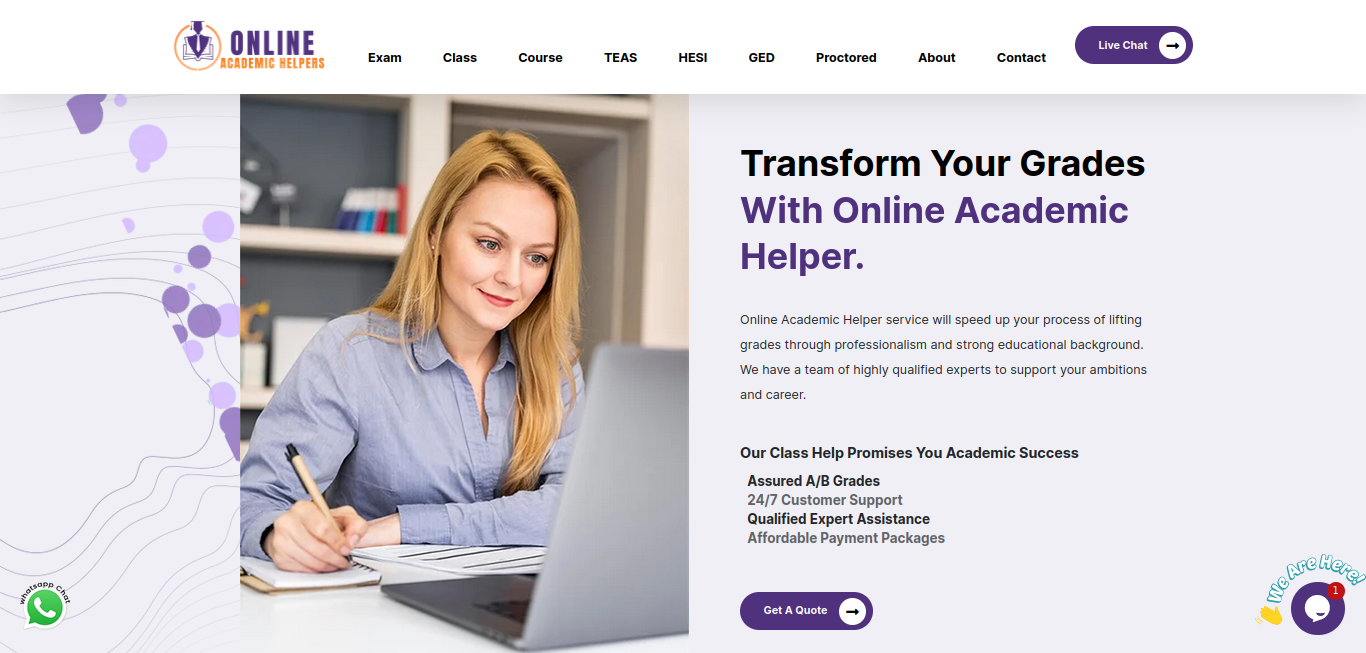 ONLINE
ACADEMIC HELPERS
Exam Class Course TEAS HESI GED Proctored About Contact
Live Chat
Transform Your Grades
With Online Academic
Helper.
Online Academic Helper service will speed up your process of lifting
grades through professionalism and strong educational background.
We have a team of highly qualified experts to support your ambitions
and career.
Our Class Help Promises You Academic Success
Assured A/B Grades
24/7 Customer Support
Qualified Expert Assistance
Affordable Payment Packages
Get A Quote
whatsapp Chat
We Are Here!
1